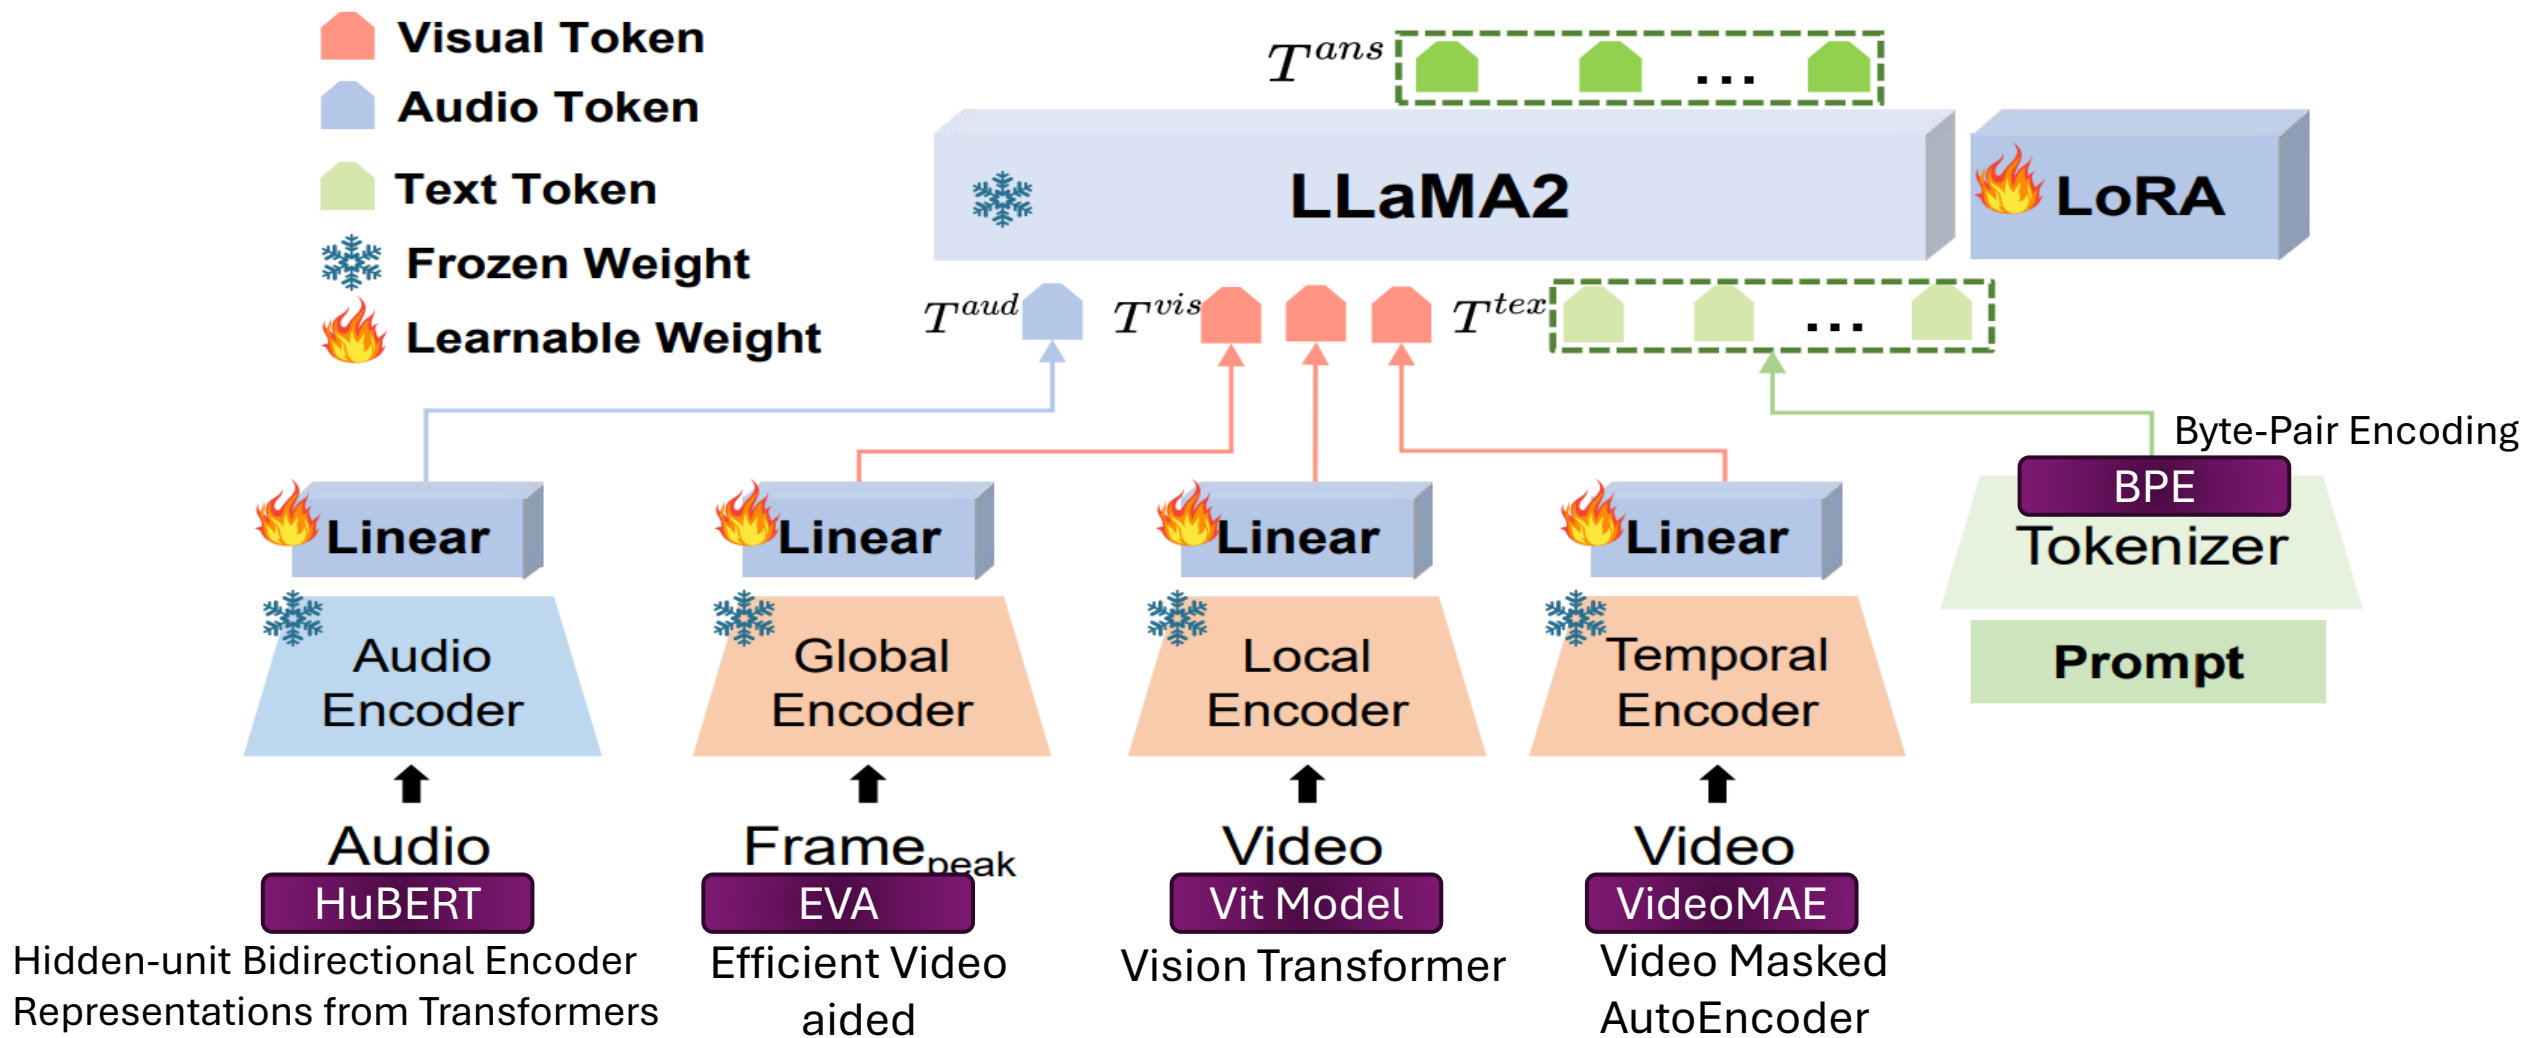 Visual Token
Audio Token
Text Token
Frozen Weight
Learnable Weight
T^ans
...
LLaMA2
LoRA
T^aud
T^vis
T^tex
...
Byte-Pair Encoding
BPE
Tokenizer
Prompt
Linear
Linear
Linear
Linear
Audio
Encoder
Global
Encoder
Local
Encoder
Temporal
Encoder
Audio
Frame_peak
Video
Video
HuBERT
EVA
Vit Model
VideoMAE
Hidden-unit Bidirectional Encoder
Representations from Transformers
Efficient Video
aided
Vision Transformer
Video Masked
AutoEncoder